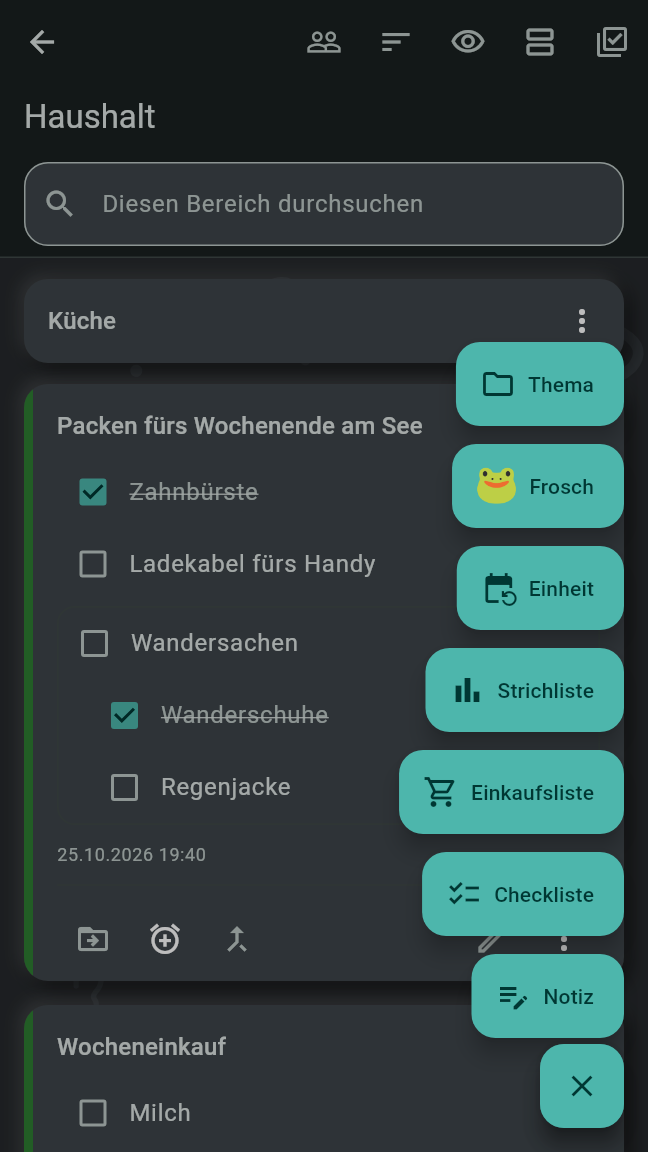 Haushalt
Diesen Bereich durchsuchen
Küche
Thema
Packen fürs Wochenende am See
Frosch
Zahnbürste
Ladekabel fürs Handy
Einheit
Wandersachen
Strichliste
Wanderschuhe
Regenjacke
Einkaufsliste
25.10.2026 19:40
Checkliste
Notiz
Wocheneinkauf
Milch